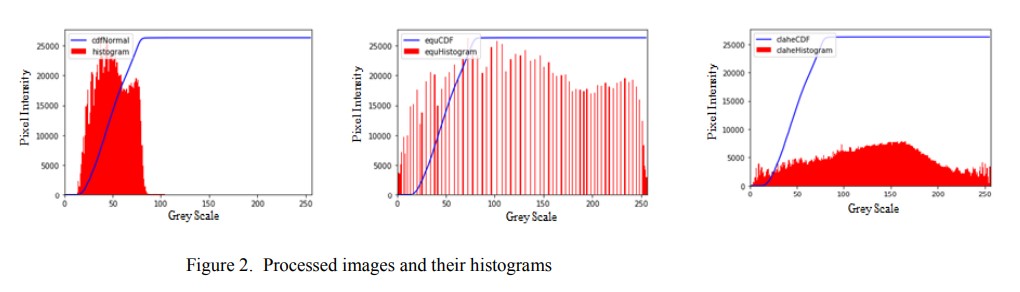 cdfNormal
histogram
25000
20000
15000
10000
5000
0
Pixel Intensity
0 50 100 150 200 250
Grey Scale
equCDF
equHistogram
25000
20000
15000
10000
5000
0
Pixel Intensity
0 50 100 150 200 250
Grey Scale
claheCDF
claheHistogram
25000
20000
15000
10000
5000
0
Pixel Intensity
0 50 100 150 200 250
Grey Scale
Figure 2. Processed images and their histograms